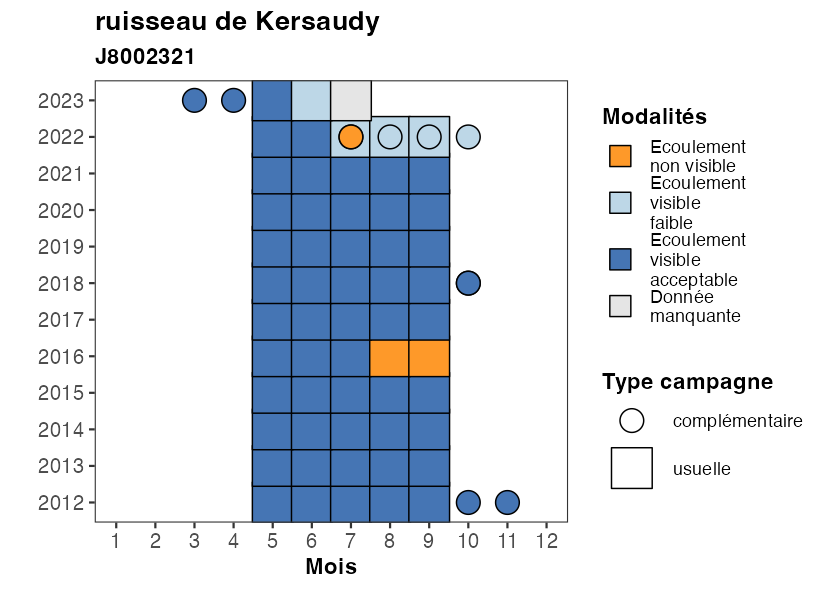 ruisseau de Kersaudy
J8002321
2023
2022
2021
2020
2019
2018
2017
2016
2015
2014
2013
2012
1 2 3 4 5 6 7 8 9 10 11 12
Mois
Modalités
Ecoulement
non visible
Ecoulement
visible
faible
Ecoulement
visible
acceptable
Donnée
manquante
Type campagne
complémentaire
usuelle